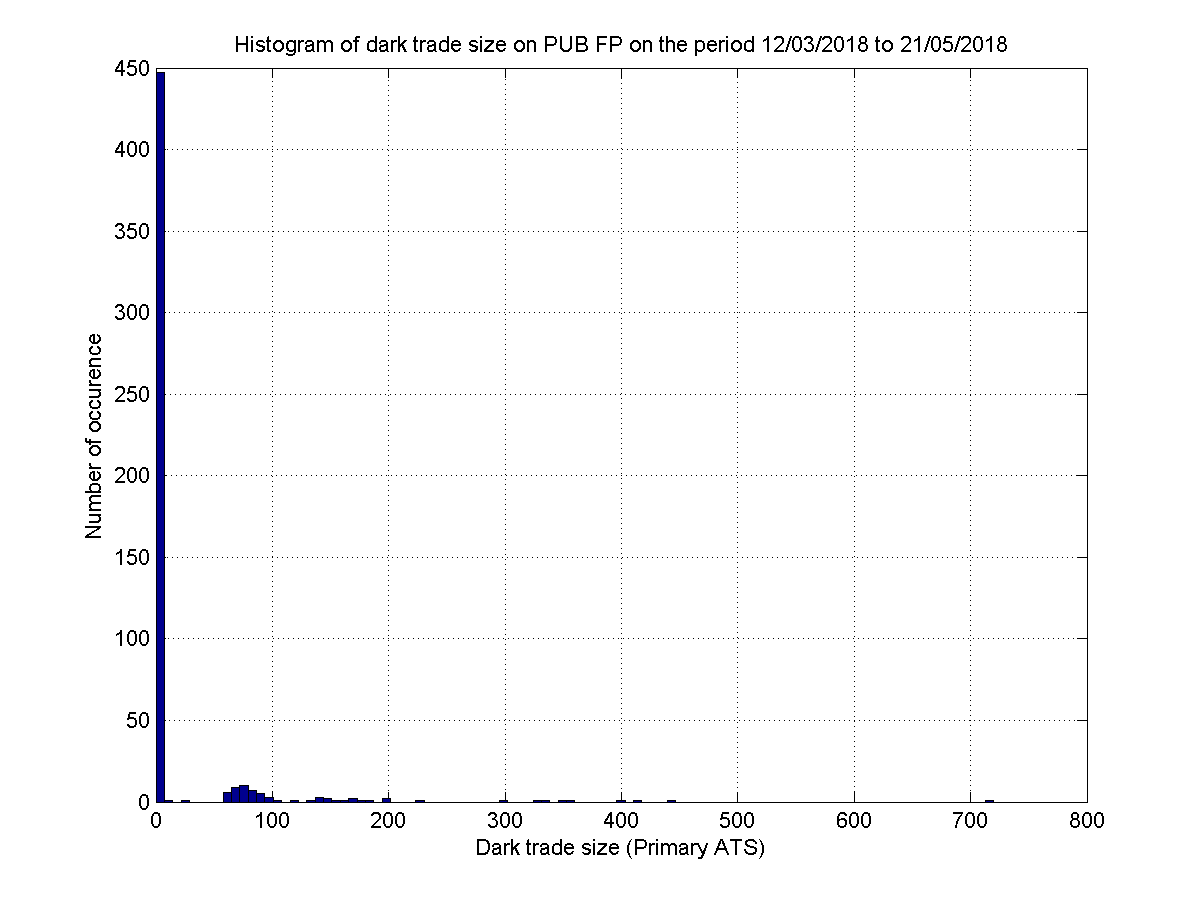 Histogram of dark trade size on PUB FP on the period 12/03/2018 to 21/05/2018
450
400
350
300
250
200
150
100
50
0
Number of occurence
0 100 200 300 400 500 600 700 800
Dark trade size (Primary ATS)